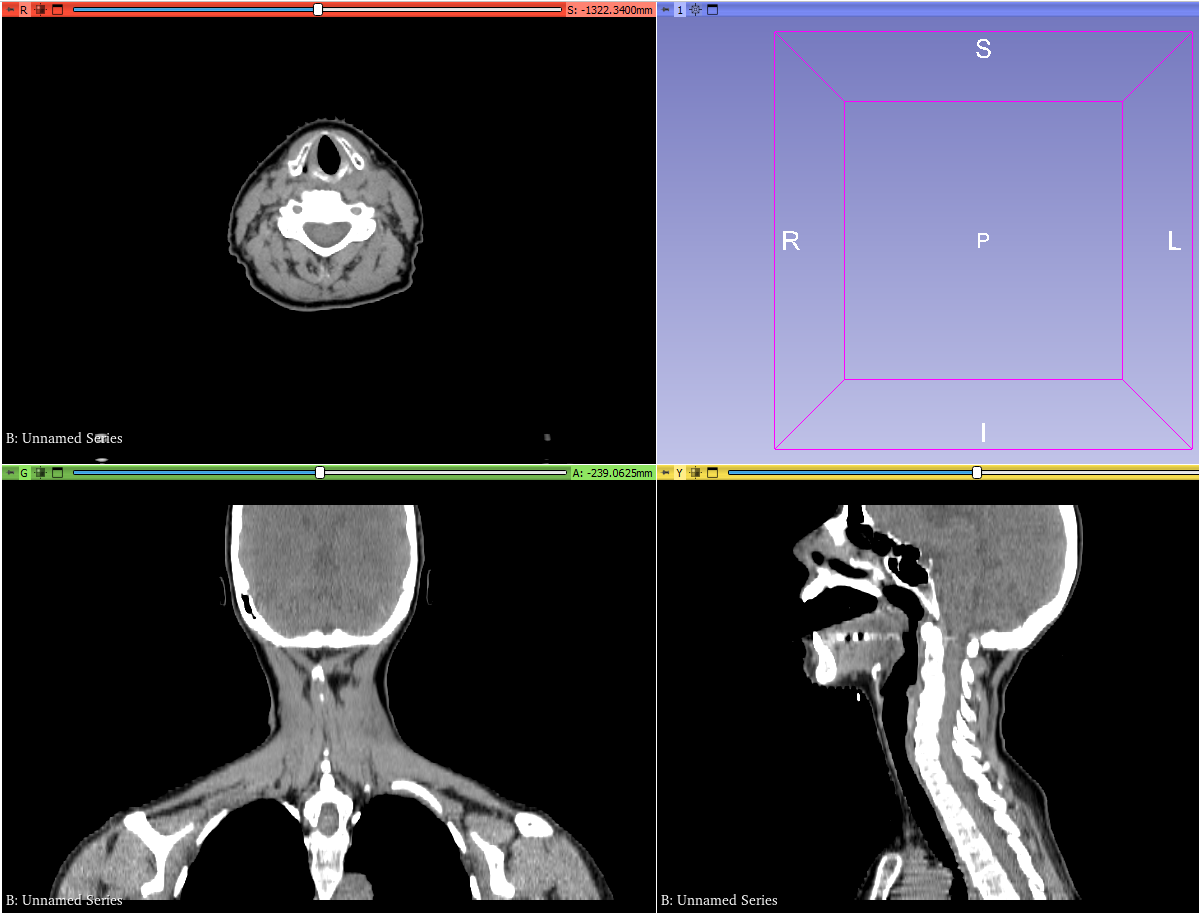 R S: -1322.3400mm
1
S
R P L
I
B: Unnamed Series
G A: -239.0625mm
Y
B: Unnamed Series
B: Unnamed Series